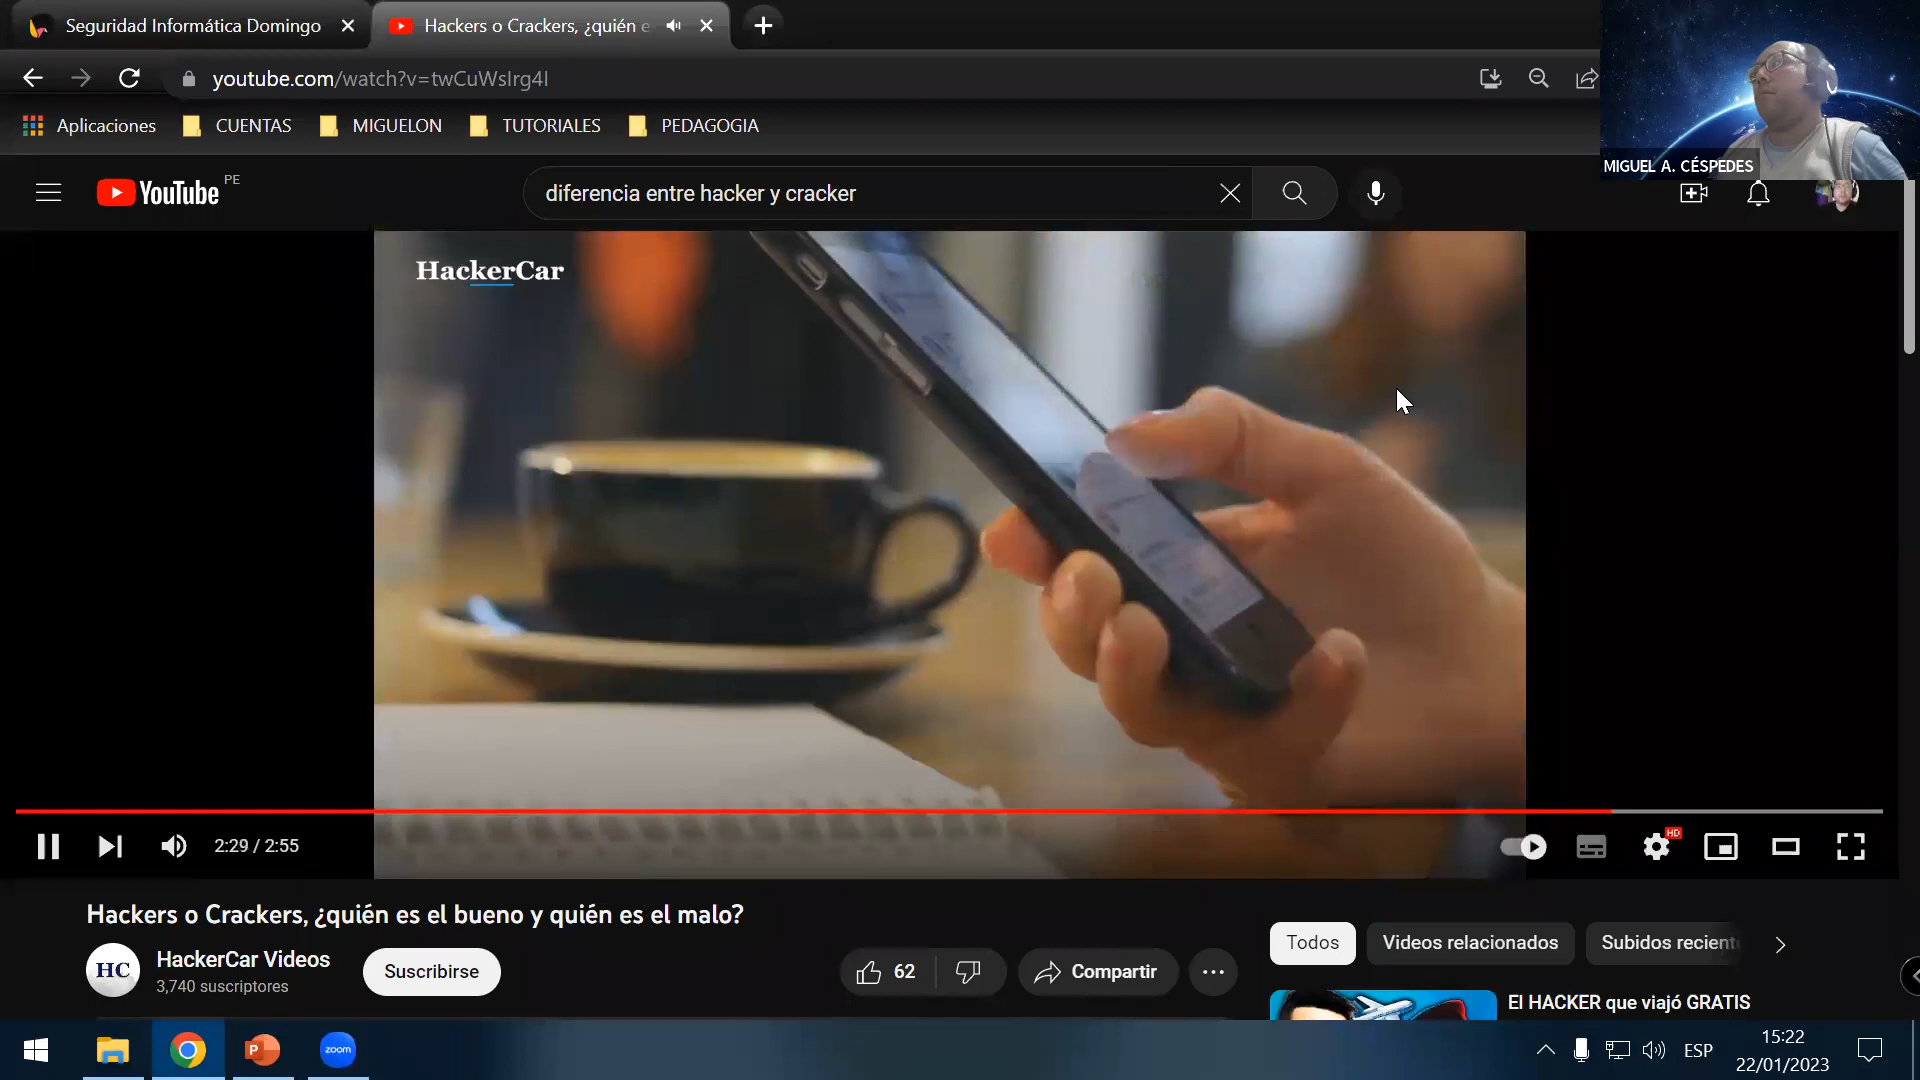 Seguridad Informática Domingo
Hackers o Crackers, ¿quién e
youtube.com/watch?v=twCuWsIrg4I
Aplicaciones
CUENTAS
MIGUELON
TUTORIALES
PEDAGOGIA
MIGUEL A. CÉSPEDES
YouTube PE
diferencia entre hacker y cracker
HackerCar
2:29 / 2:55
HD
Hackers o Crackers, ¿quién es el bueno y quién es el malo?
HC
HackerCar Videos
3,740 suscriptores
Suscribirse
62
Compartir
Todos
Videos relacionados
Subidos recient
El HACKER que viajó GRATIS
P
zoom
ESP
15:22
22/01/2023